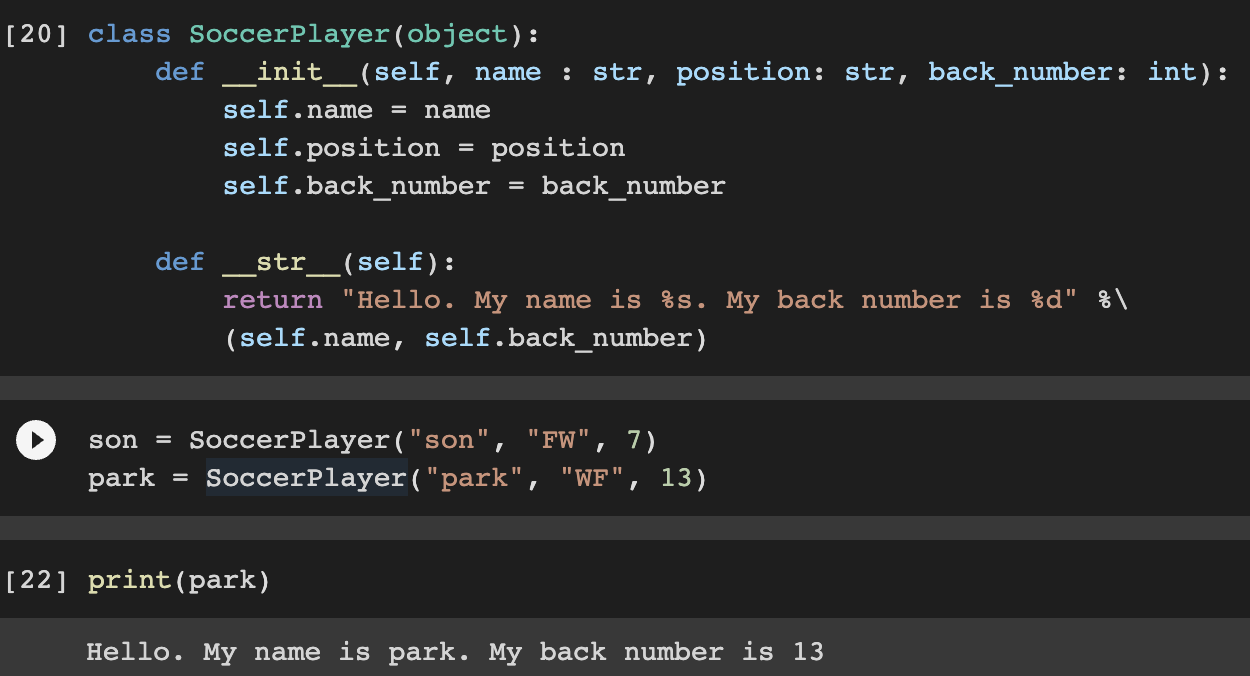 [20] class SoccerPlayer(object):
def __init__(self, name : str, position: str, back_number: int):
self.name = name
self.position = position
self.back_number = back_number
def __str__(self):
return "Hello. My name is %s. My back number is %d" %\
(self.name, self.back_number)
son = SoccerPlayer("son", "FW", 7)
park = SoccerPlayer("park", "WF", 13)
[22] print(park)
Hello. My name is park. My back number is 13